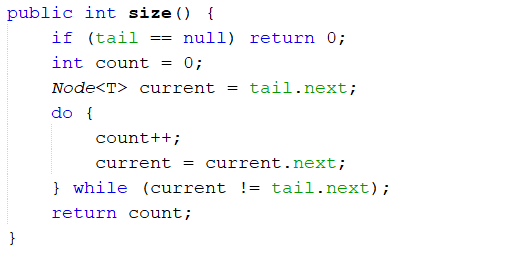 public int size() {
    if (tail == null) return 0;
    int count = 0;
    Node<T> current = tail.next;
    do {
        count++;
        current = current.next;
    } while (current != tail.next);
    return count;
}